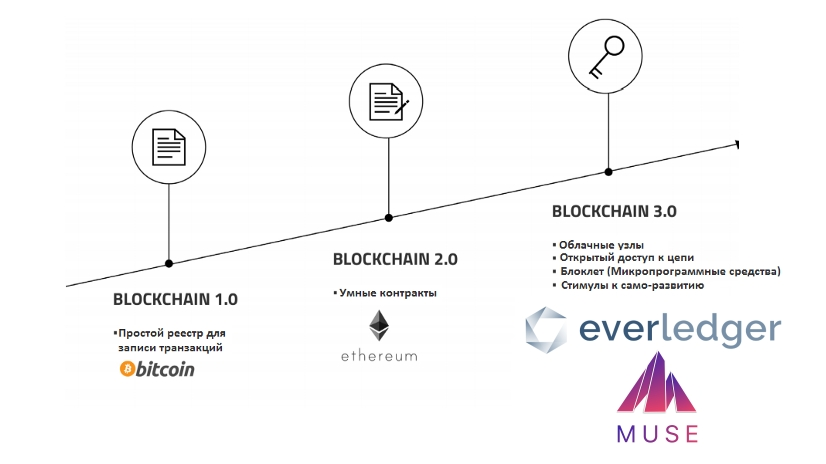 BLOCKCHAIN 1.0
▪Простой реестр для
записи транзакций
bitcoin
BLOCKCHAIN 2.0
▪ Умные контракты
ethereum
BLOCKCHAIN 3.0
▪ Облачные узлы
▪ Открытый доступ к цепи
▪ Блоклет (Микропрограммные средства)
▪ Стимулы к само-развитию
everledger
MUSE